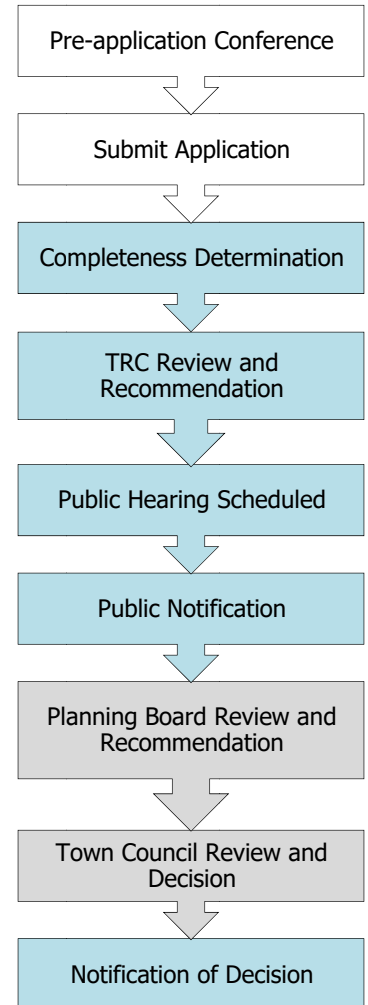 Pre-application Conference
Submit Application
Completeness Determination
TRC Review and
Recommendation
Public Hearing Scheduled
Public Notification
Planning Board Review and
Recommendation
Town Council Review and
Decision
Notification of Decision